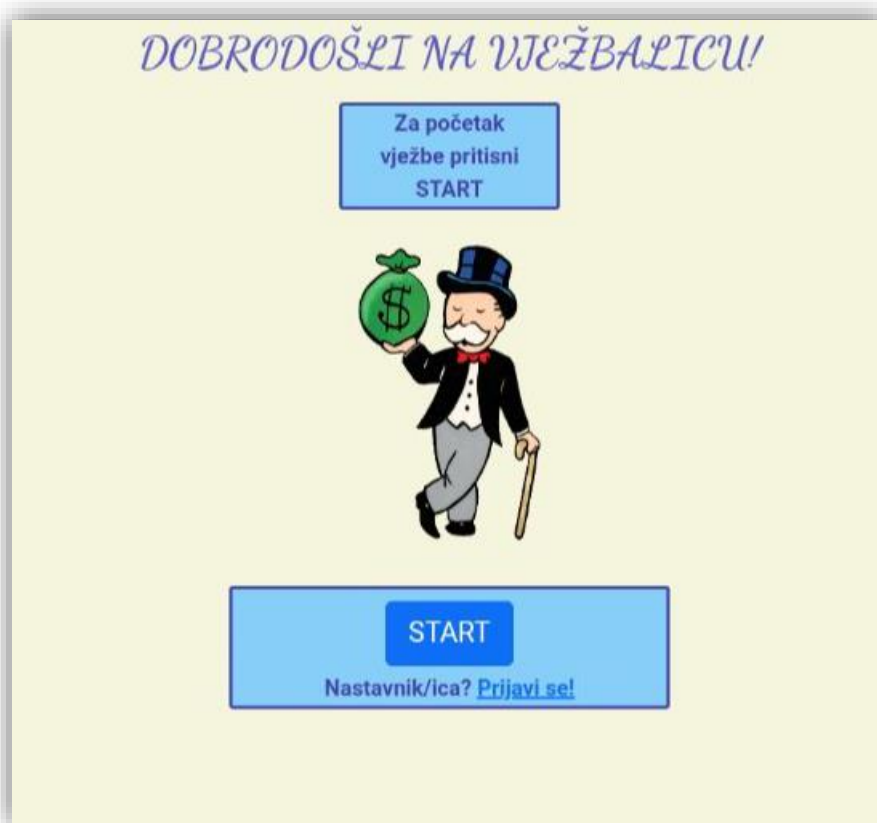 DOBRODOŠLI NA VJEŽBALICU!
Za početak
vježbe pritisni
START
$
START
Nastavnik/ica? Prijavi se!